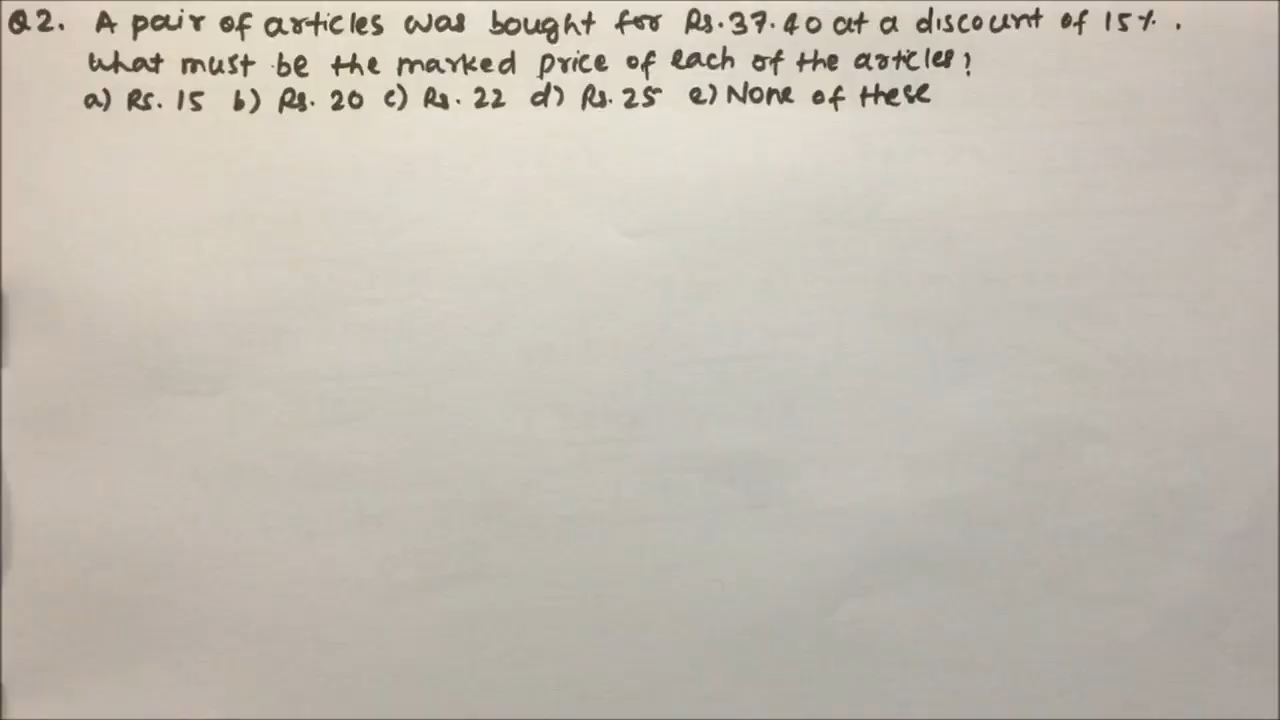 Q2. A pair of articles was bought for Rs.37.40 at a discount of 15%.
What must be the marked price of each of the articles?
a) Rs. 15 b) Rs. 20 c) Rs. 22 d) Rs. 25 e) None of these